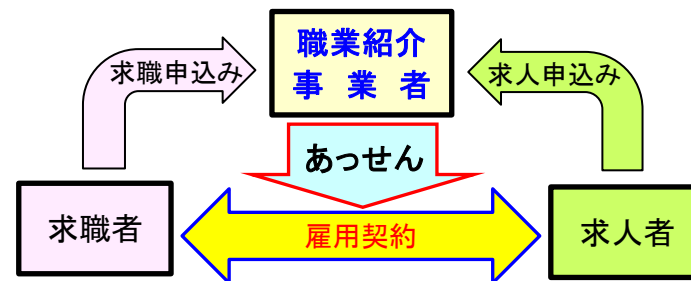 職業紹介
事業者
求職申込み
求人申込み
あっせん
求職者
雇用契約
求人者